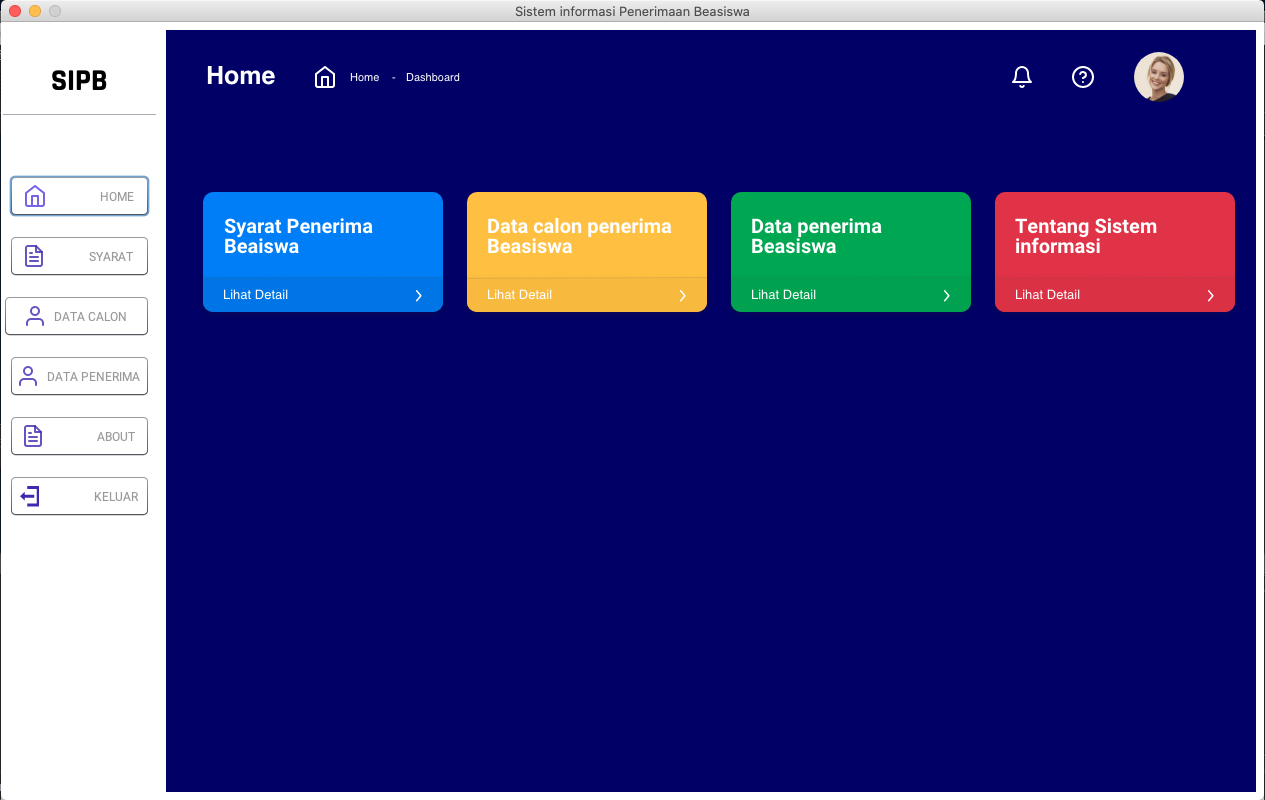 Sistem informasi Penerimaan Beasiswa
SIPB
Home
Home - Dashboard
HOME
SYARAT
DATA CALON
DATA PENERIMA
ABOUT
KELUAR
Syarat Penerima
Beaiswa
Lihat Detail
Data calon penerima
Beasiswa
Lihat Detail
Data penerima
Beasiswa
Lihat Detail
Tentang Sistem
informasi
Lihat Detail